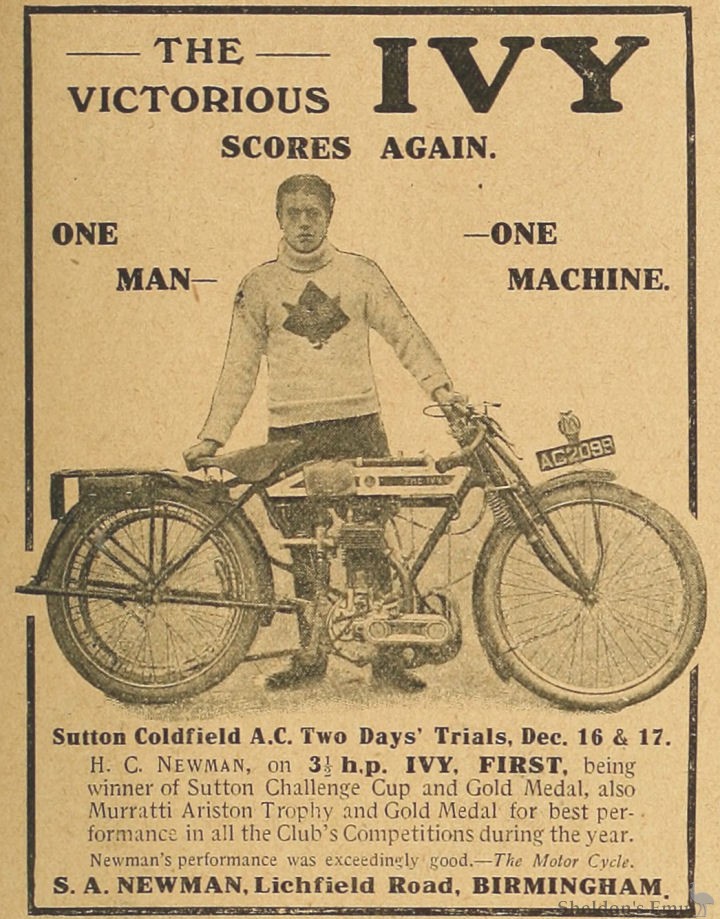 THE
VICTORIOUS IVY
SCORES AGAIN.
ONE
MAN—
—ONE
MACHINE.
THE IVY
AC2099
Sutton Coldfield A.C. Two Days' Trials, Dec. 16 & 17.
H. C. NEWMAN, on 3½ h.p. IVY, FIRST, being
winner of Sutton Challenge Cup and Gold Medal, also
Murratti Ariston Trophy and Gold Medal for best per-
formance in all the Club's Competitions during the year.
Newman's performance was exceedingly good.—The Motor Cycle.
S. A. NEWMAN, Lichfield Road, BIRMINGHAM.
Sheldon's Emu